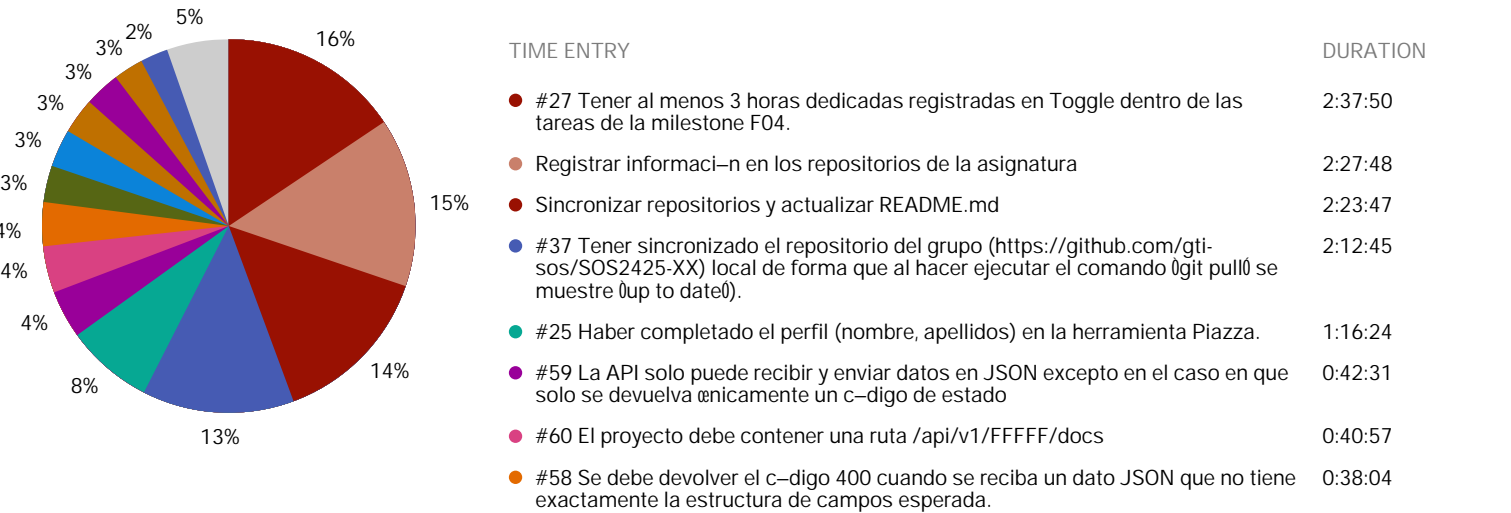 5%
2%
3%
3%
3%
3%
3%
4%
4%
4%
8%
13%
14%
15%
16%
TIME ENTRY
DURATION
#27 Tener al menos 3 horas dedicadas registradas en Toggle dentro de las
2:37:50
tareas de la milestone F04.
Registrar informaci–n en los repositorios de la asignatura
2:27:48
Sincronizar repositorios y actualizar README.md
2:23:47
#37 Tener sincronizado el repositorio del grupo (https://github.com/gti-
2:12:45
sos/SOS2425-XX) local de forma que al hacer ejecutar el comando Ògit pullÓ se
muestre Òup to dateÓ).
#25 Haber completado el perfil (nombre, apellidos) en la herramienta Piazza.
1:16:24
#59 La API solo puede recibir y enviar datos en JSON excepto en el caso en que
0:42:31
solo se devuelva œnicamente un c–digo de estado
#60 El proyecto debe contener una ruta /api/v1/FFFFF/docs
0:40:57
#58 Se debe devolver el c–digo 400 cuando se reciba un dato JSON que no tiene
0:38:04
exactamente la estructura de campos esperada.